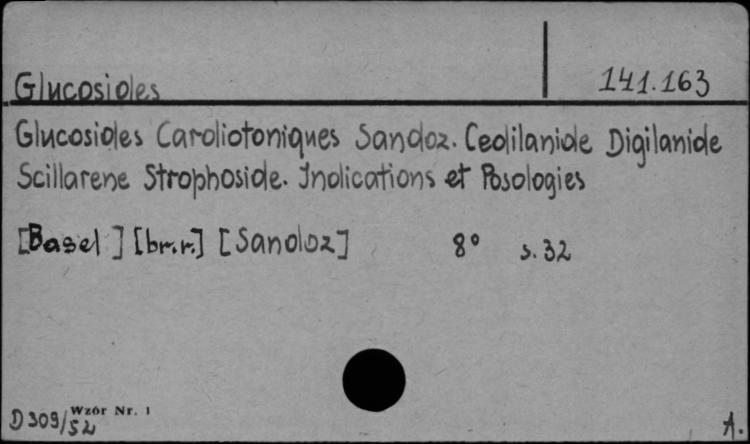 Glucosides
141.163
Glucosides Cardiotoniques Sandoz. Cedilanide Digilanide
Scillarene Strophoside. Indications et Posologies
[Basel] [br.r.] [Sandoz] 8° s. 32
Wzór Nr. 1
D 309/52
A.